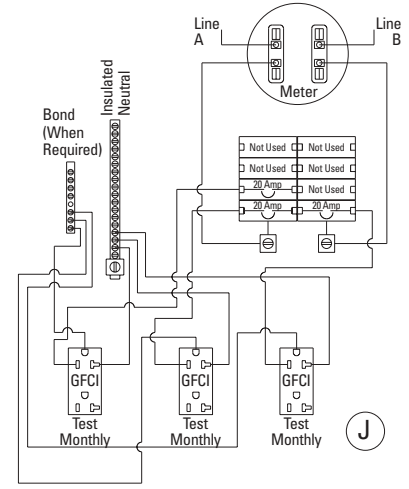 Line
A
Line
B
Meter
Insulated
Neutral
Bond
(When
Required)
Not Used
Not Used
Not Used
Not Used
20 Amp
Not Used
20 Amp
20 Amp
GFCI
GFCI
GFCI
Test
Monthly
Test
Monthly
Test
Monthly
J